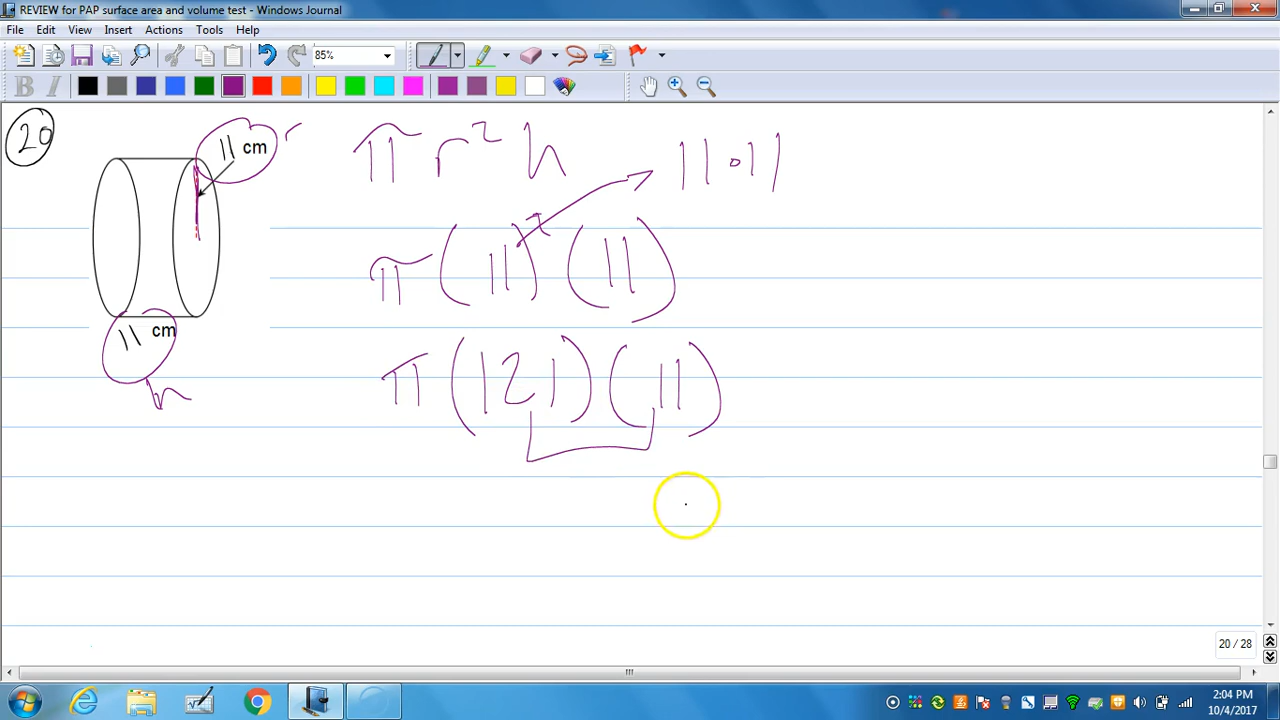 REVIEW for PAP surface area and volume test - Windows Journal
File Edit View Insert Actions Tools Help
85%
B I
20
11 cm r
π r² h
11 • 11
π (11)² (11)
11 cm
h
π (121) (11)
20 / 28
2:04 PM
10/4/2017